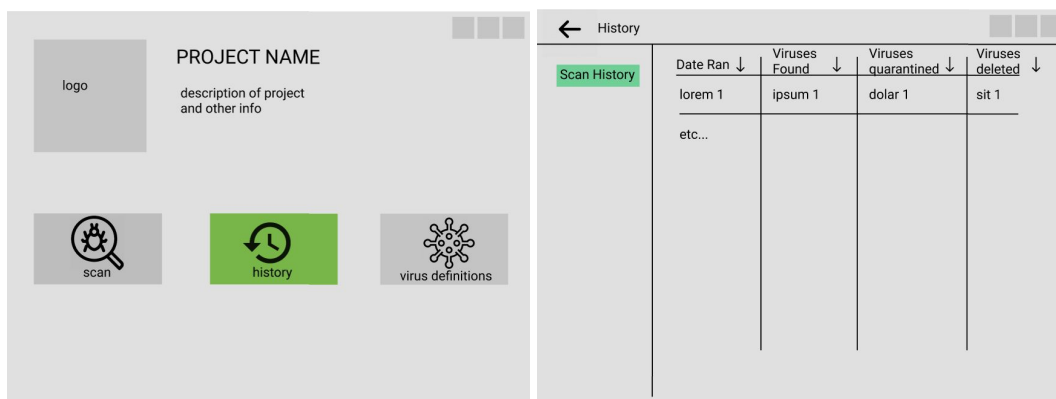 PROJECT NAME
logo
description of project
and other info
scan
history
virus definitions
History
Scan History
Date Ran ↓
Viruses
Found ↓
Viruses
quarantined ↓
Viruses
deleted ↓
lorem 1
ipsum 1
dolar 1
sit 1
etc...